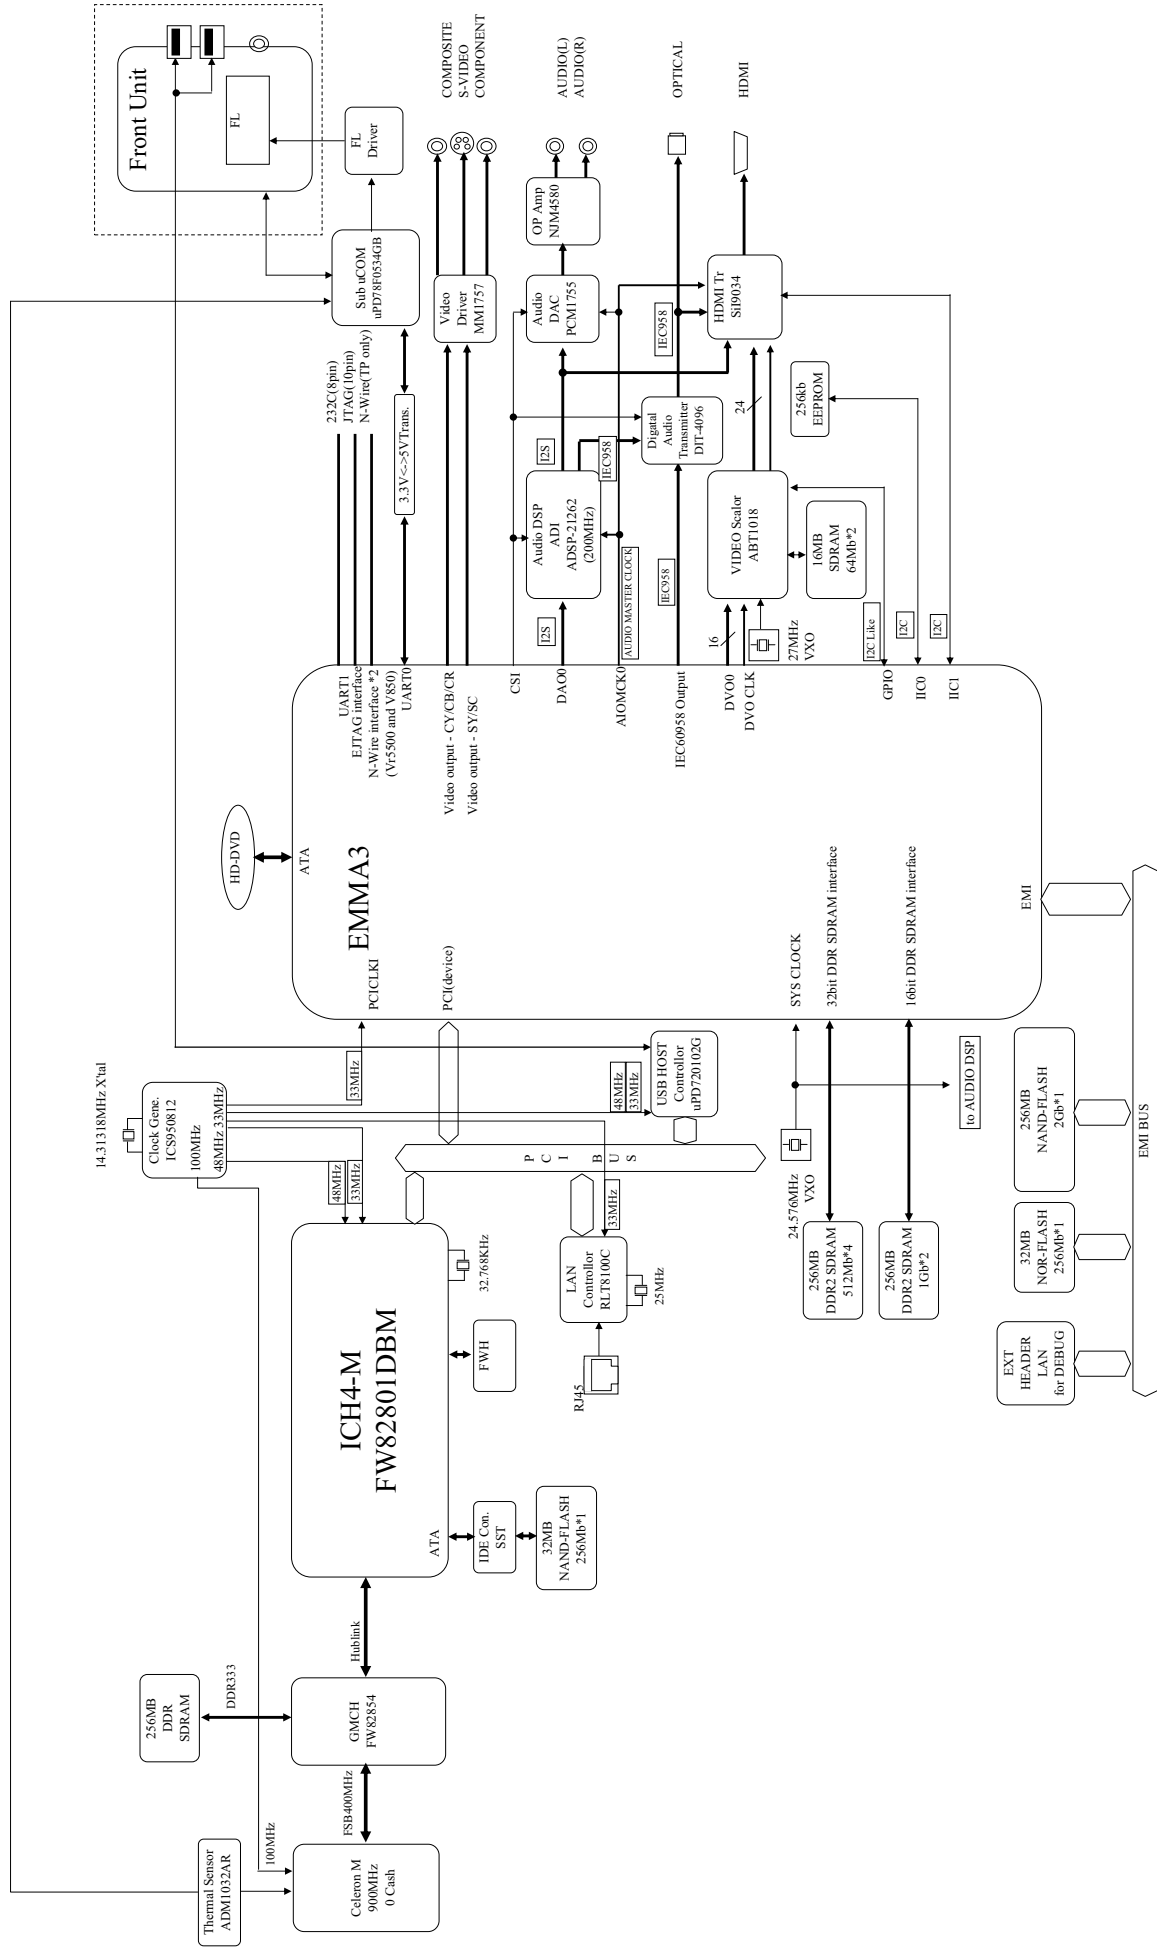 Thermal Sensor
ADM1032AR
100MHz
Celeron M
900MHz
0 Cash
FSB400MHz
256MB
DDR
SDRAM
DDR333
GMCH
FW82854
Hublink
ICH4-M
FW82801DBM
ATA
IDE Con.
SST
32MB
NAND-FLASH
256Mb*1
FWH
32.768KHz
RJ45
LAN
Controllor
RLT8100C
25MHz
14.31318MHz X'tal
Clock Gene.
ICS950812
100MHz
48MHz 33MHz
48MHz
33MHz
33MHz
33MHz
48MHz
33MHz
PCI BUS
USB HOST
Controllor
uPD720102G
24.576MHz
VXO
to AUDIO DSP
256MB
DDR2 SDRAM
512Mb*4
256MB
DDR2 SDRAM
1Gb*2
EXT
HEADER
LAN
for DEBUG
32MB
NOR-FLASH
256Mb*1
256MB
NAND-FLASH
2Gb*1
EMI BUS
HD-DVD
ATA
EMMA3
PCICLKI
PCI(device)
SYS CLOCK
32bit DDR SDRAM interface
16bit DDR SDRAM interface
EMI
UART1
EJTAG interface
N-Wire interface *2
(Vr5500 and V850)
UART0
Video output - CY/CB/CR
Video output - SY/SC
CSI
DAO0
AIOMCK0
IEC60958 Output
DVO0
DVO CLK
GPIO
IIC0
IIC1
232C(8pin)
JTAG(10pin)
N-Wire(TP only)
3.3V<->5VTrans.
Sub uCOM
uPD78F0534GB
FL
Driver
Front Unit
FL
Video
Driver
MM1757
COMPOSITE
S-VIDEO
COMPONENT
I2S
Audio DSP
ADI
ADSP-21262
(200MHz)
I2S
IEC958
Audio
DAC
PCM1755
OP Amp
NJM4580
AUDIO(L)
AUDIO(R)
AUDIO MASTER CLOCK
IEC958
Digatal
Audio
Transmitter
DIT-4096
IEC958
OPTICAL
16
27MHz
VXO
VIDEO Scalor
ABT1018
24
HDMI Tr
SiI9034
HDMI
16MB
SDRAM
64Mb*2
256kb
EEPROM
I2C Like
I2C
I2C